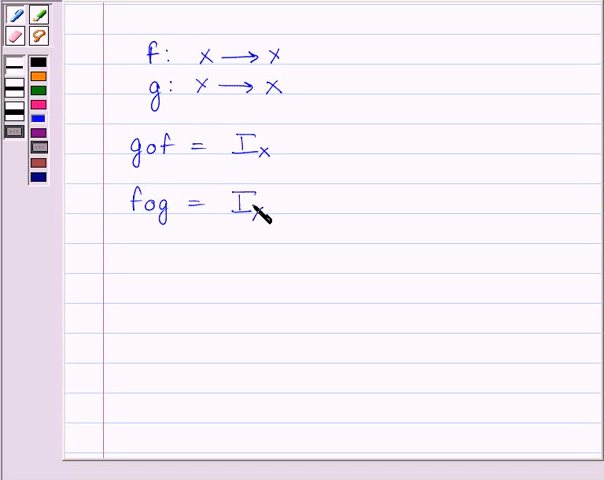 f: x ⟶ x
g: x ⟶ x
gof = Ix
fog = Ix